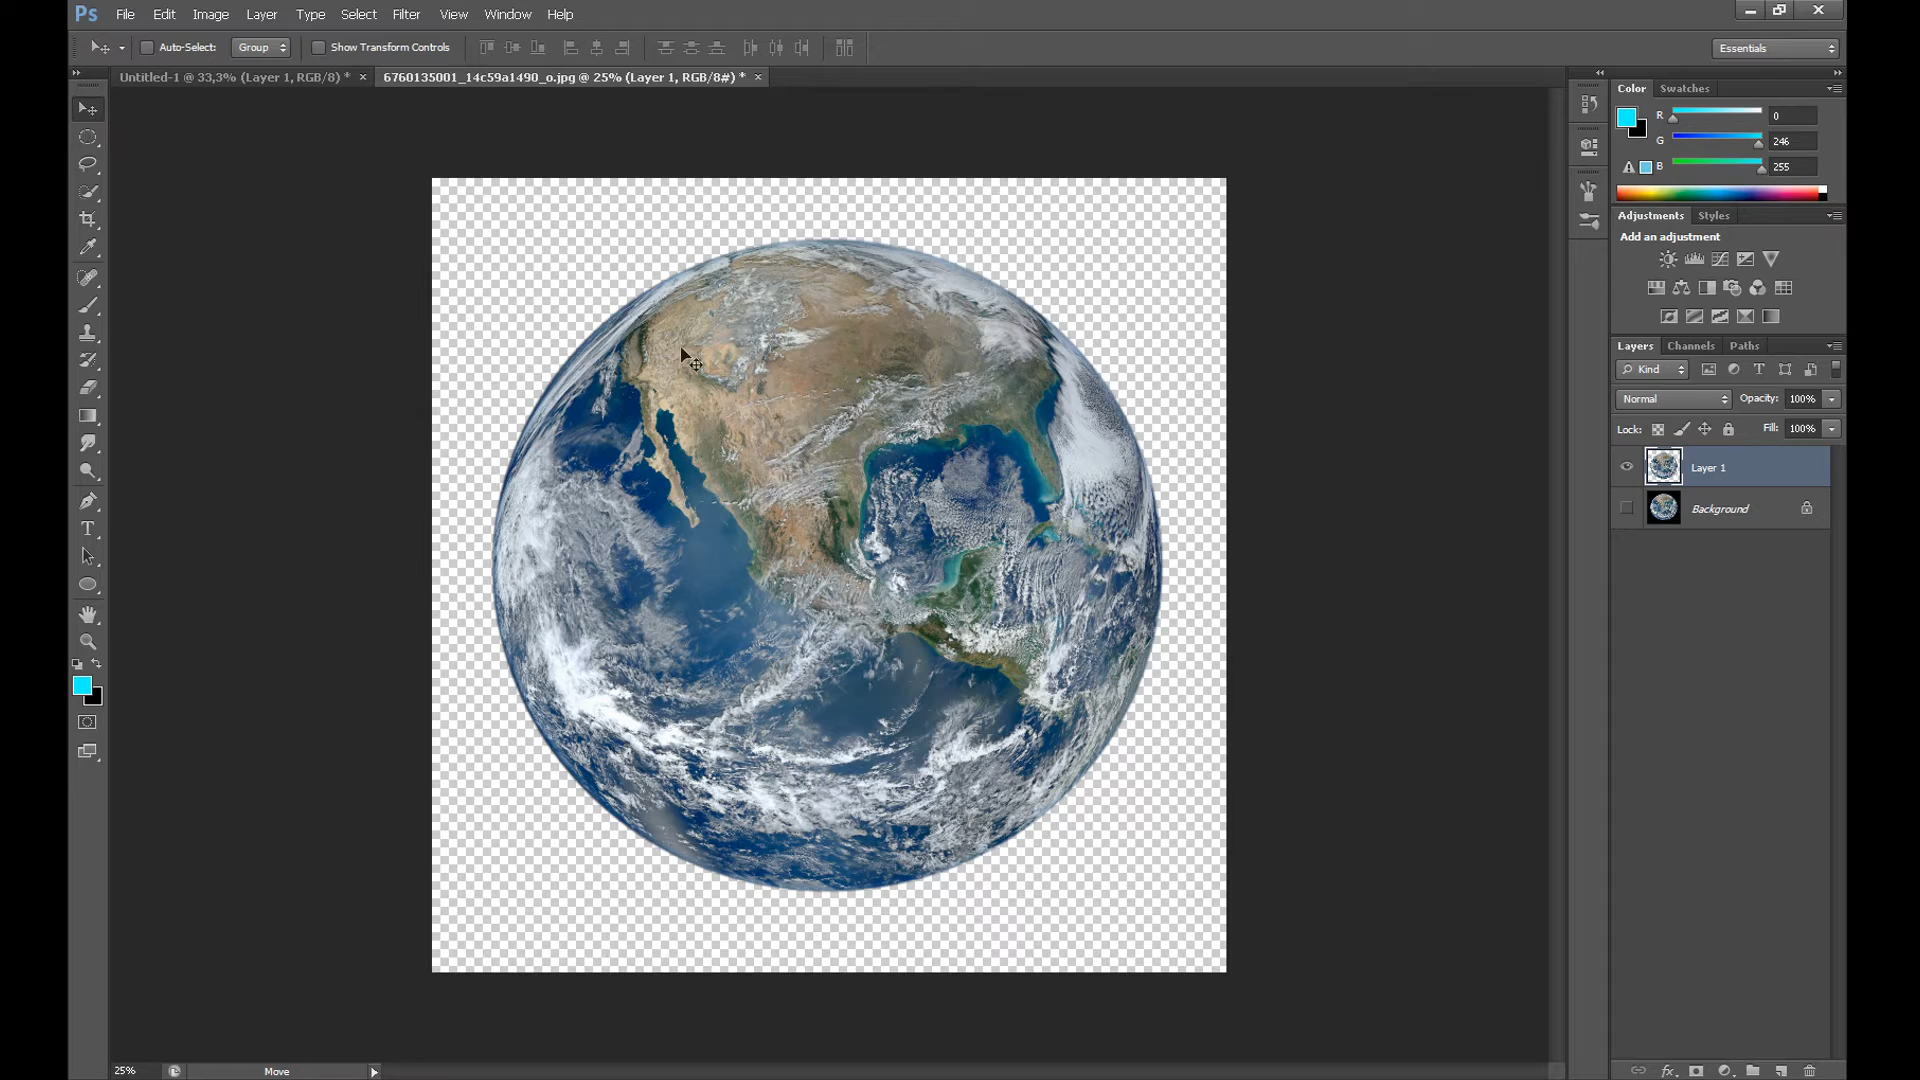 Ps File Edit Image Layer Type Select Filter View Window Help
Auto-Select: Group Show Transform Controls Essentials
Untitled-1 @ 33,3% (Layer 1, RGB/8) * × 6760135001_14c59a1490_o.jpg @ 25% (Layer 1, RGB/8#) * ×
Color Swatches
R 0
G 246
B 255
Adjustments Styles
Add an adjustment
Layers Channels Paths
Kind
Normal Opacity: 100%
Lock: Fill: 100%
Layer 1
Background
25% Move